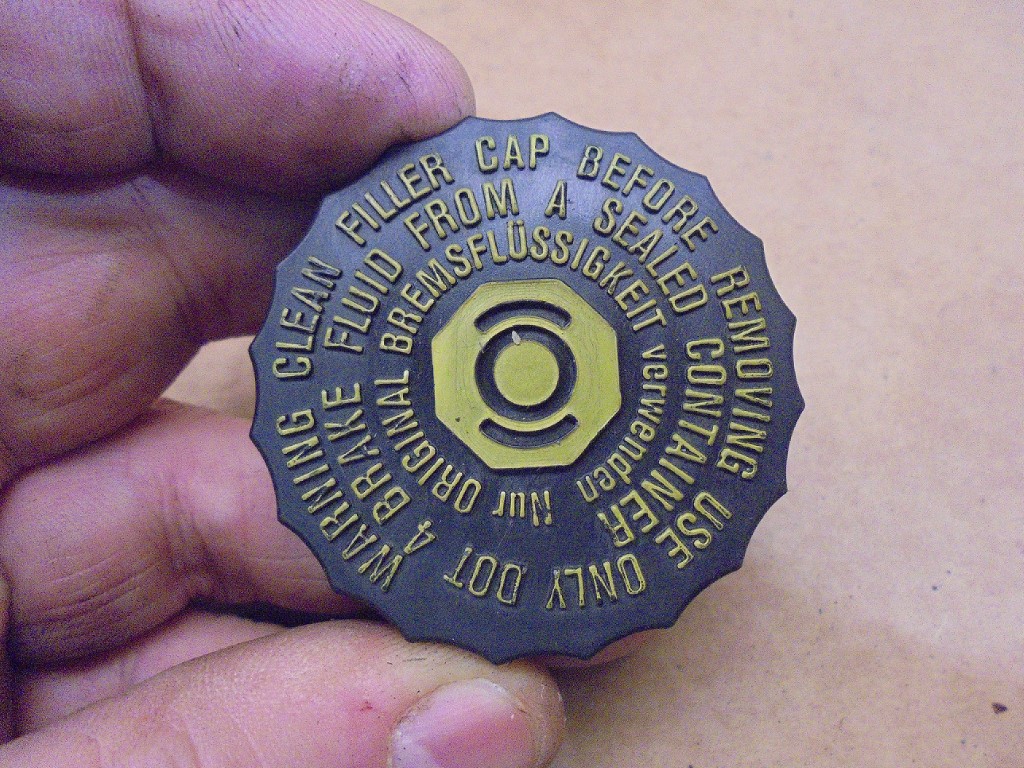 WARNING CLEAN FILLER CAP BEFORE REMOVING USE ONLY DOT
4 BRAKE FLUID FROM A SEALED CONTAINER
Nur ORIGINAL BREMSFLÜSSIGKEIT verwenden